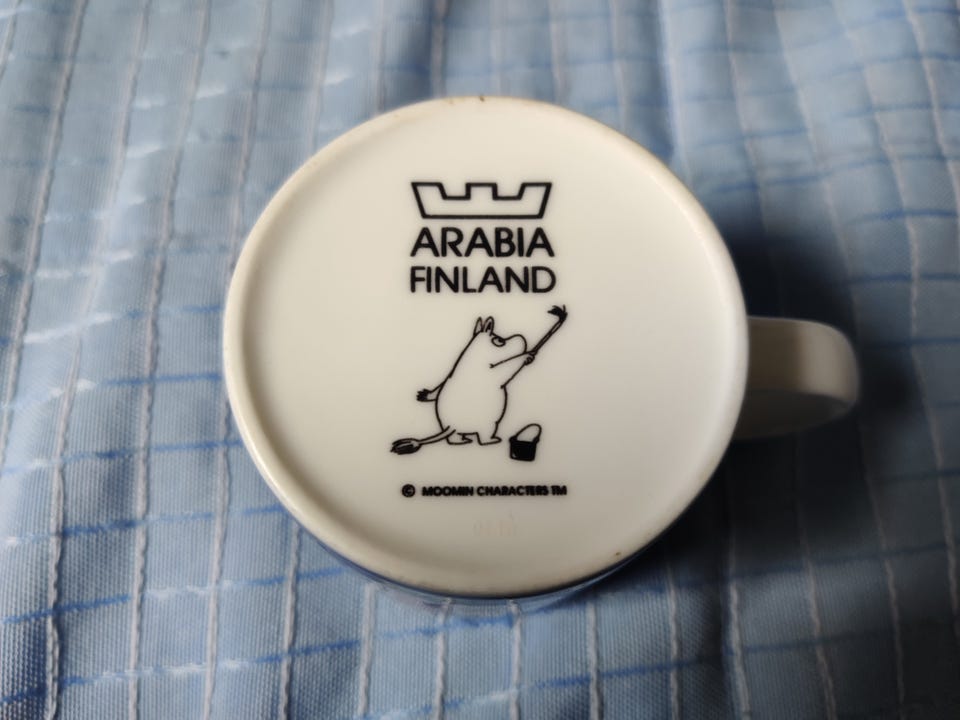 ARABIA
FINLAND
© MOOMIN CHARACTERS TM